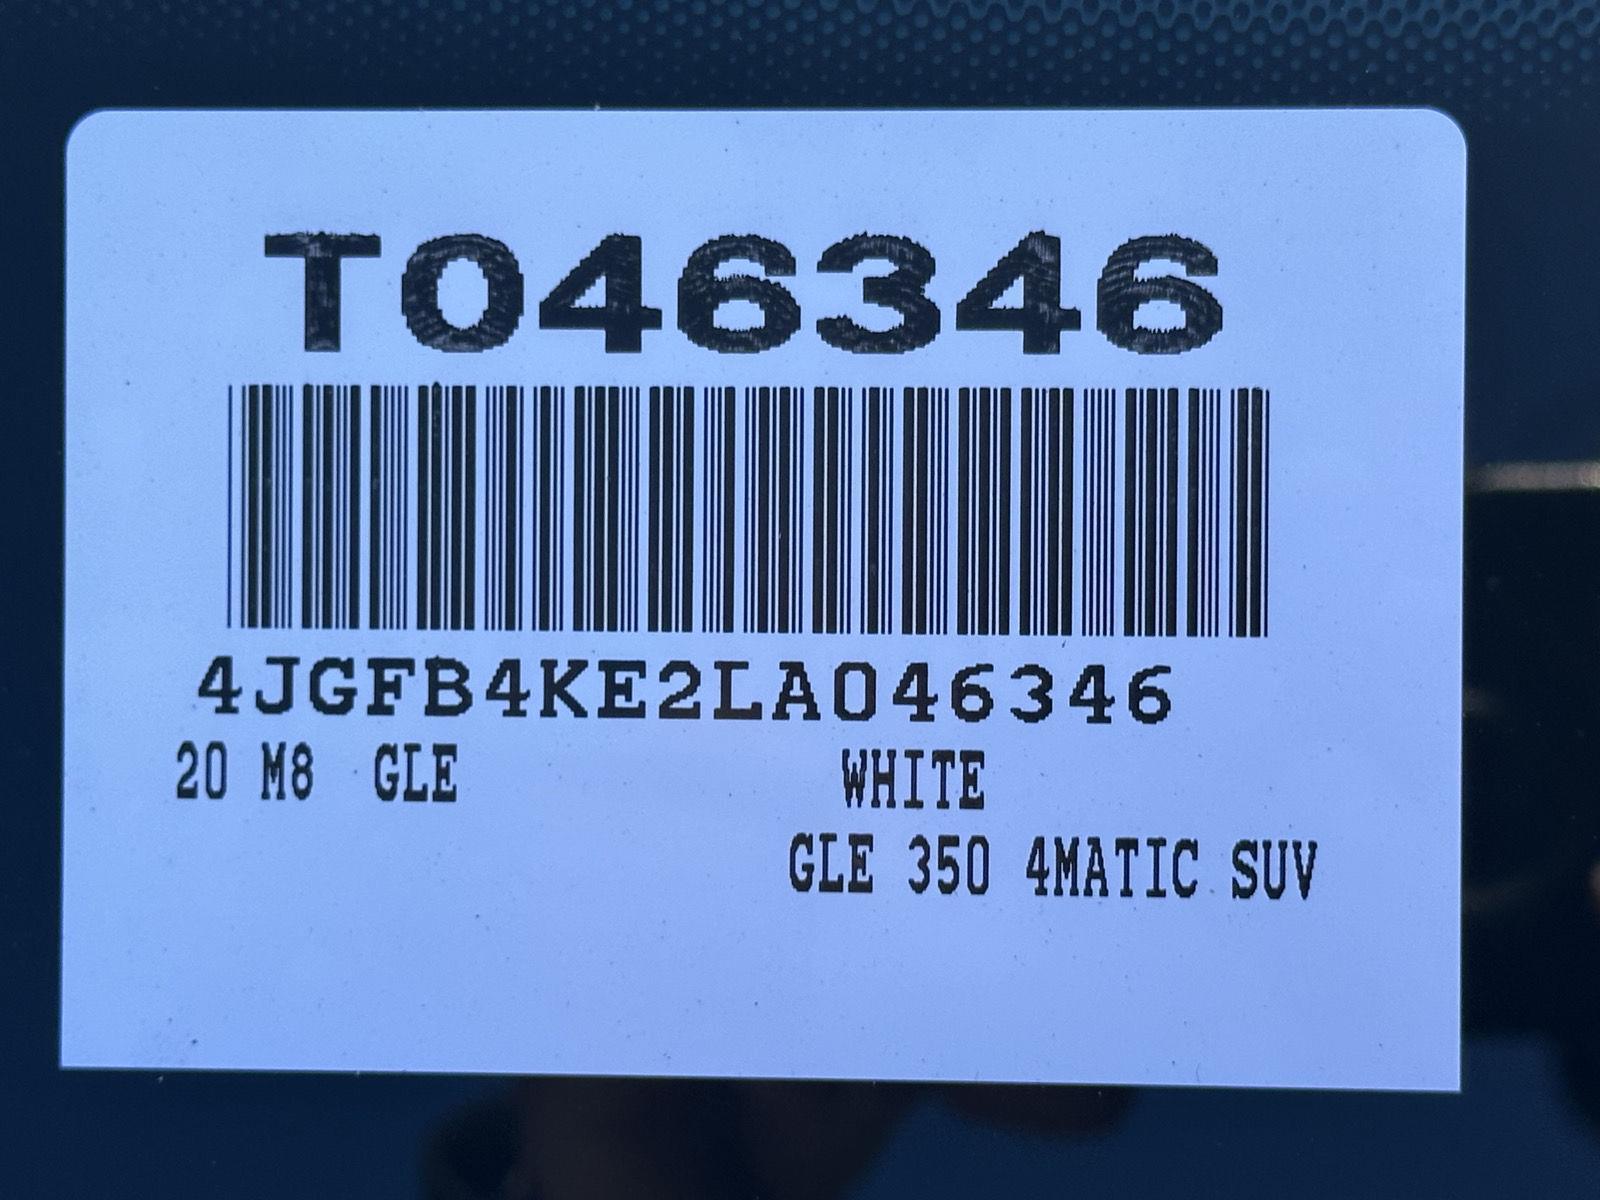 T046346
4JGFB4KE2LA046346
20 M8 GLE WHITE
GLE 350 4MATIC SUV